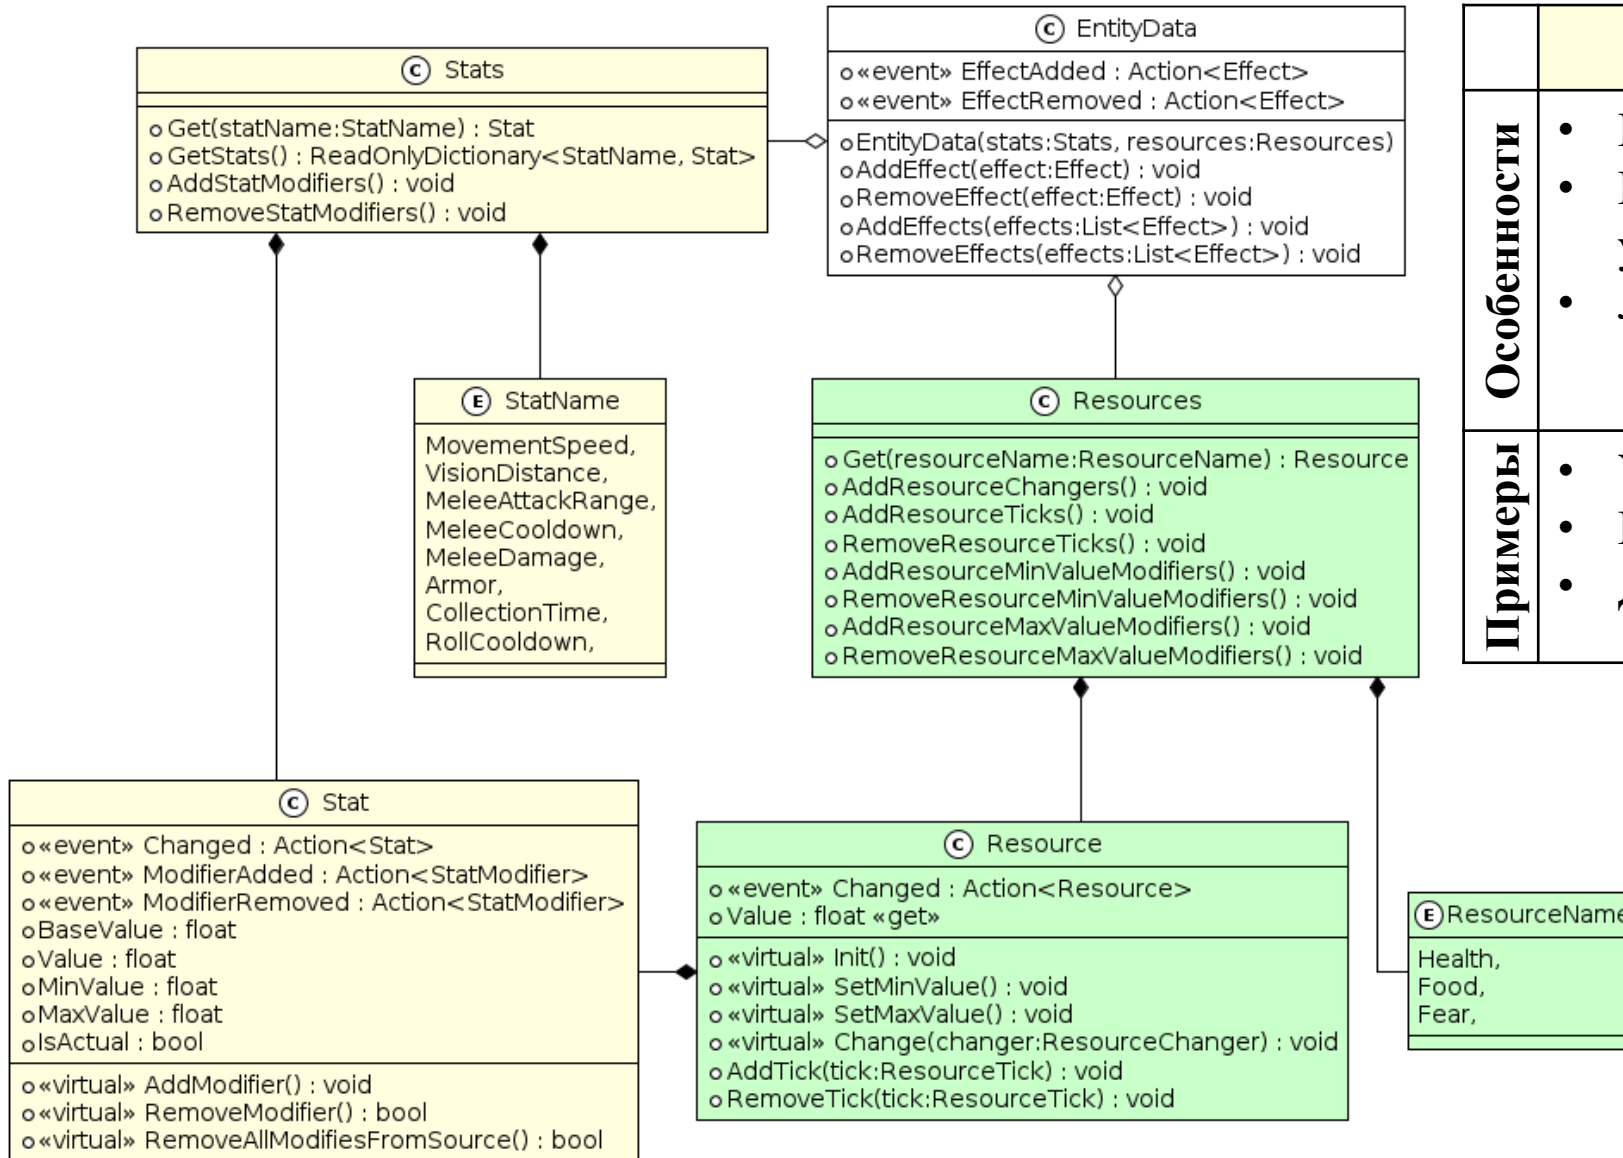 C Stats
Get(statName:StatName) : Stat
GetStats() : ReadOnlyDictionary<StatName, Stat>
AddStatModifiers() : void
RemoveStatModifiers() : void
C EntityData
«event» EffectAdded : Action<Effect>
«event» EffectRemoved : Action<Effect>
EntityData(stats:Stats, resources:Resources)
AddEffect(effect:Effect) : void
RemoveEffect(effect:Effect) : void
AddEffects(effects:List<Effect>) : void
RemoveEffects(effects:List<Effect>) : void
E StatName
MovementSpeed,
VisionDistance,
MeleeAttackRange,
MeleeCooldown,
MeleeDamage,
Armor,
CollectionTime,
RollCooldown,
C Resources
Get(resourceName:ResourceName) : Resource
AddResourceChangers() : void
AddResourceTicks() : void
RemoveResourceTicks() : void
AddResourceMinValueModifiers() : void
RemoveResourceMinValueModifiers() : void
AddResourceMaxValueModifiers() : void
RemoveResourceMaxValueModifiers() : void
C Stat
«event» Changed : Action<Stat>
«event» ModifierAdded : Action<StatModifier>
«event» ModifierRemoved : Action<StatModifier>
BaseValue : float
Value : float
MinValue : float
MaxValue : float
IsActual : bool
«virtual» AddModifier() : void
«virtual» RemoveModifier() : bool
«virtual» RemoveAllModifiesFromSource() : bool
C Resource
«event» Changed : Action<Resource>
Value : float «get»
«virtual» Init() : void
«virtual» SetMinValue() : void
«virtual» SetMaxValue() : void
«virtual» Change(changer:ResourceChanger) : void
AddTick(tick:ResourceTick) : void
RemoveTick(tick:ResourceTick) : void
E ResourceName
Health,
Food,
Fear,
Особенности
Примеры